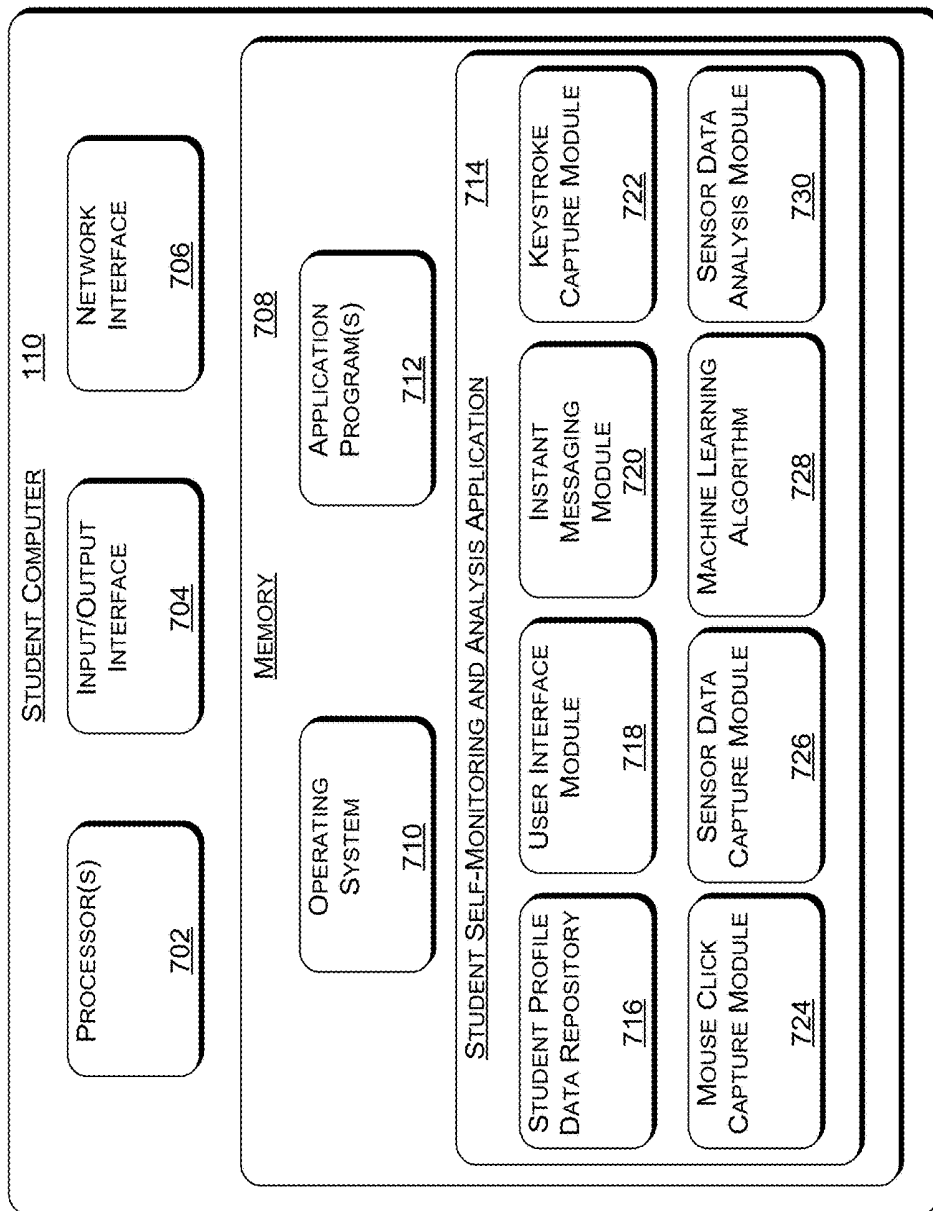 STUDENT COMPUTER 110
PROCESSOR(S)
702
INPUT/OUTPUT
INTERFACE
704
NETWORK
INTERFACE
706
MEMORY 708
OPERATING
SYSTEM
710
APPLICATION
PROGRAM(S)
712
STUDENT SELF-MONITORING AND ANALYSIS APPLICATION 714
STUDENT PROFILE
DATA REPOSITORY
716
USER INTERFACE
MODULE
718
INSTANT
MESSAGING
MODULE
720
KEYSTROKE
CAPTURE MODULE
722
MOUSE CLICK
CAPTURE MODULE
724
SENSOR DATA
CAPTURE MODULE
726
MACHINE LEARNING
ALGORITHM
728
SENSOR DATA
ANALYSIS MODULE
730